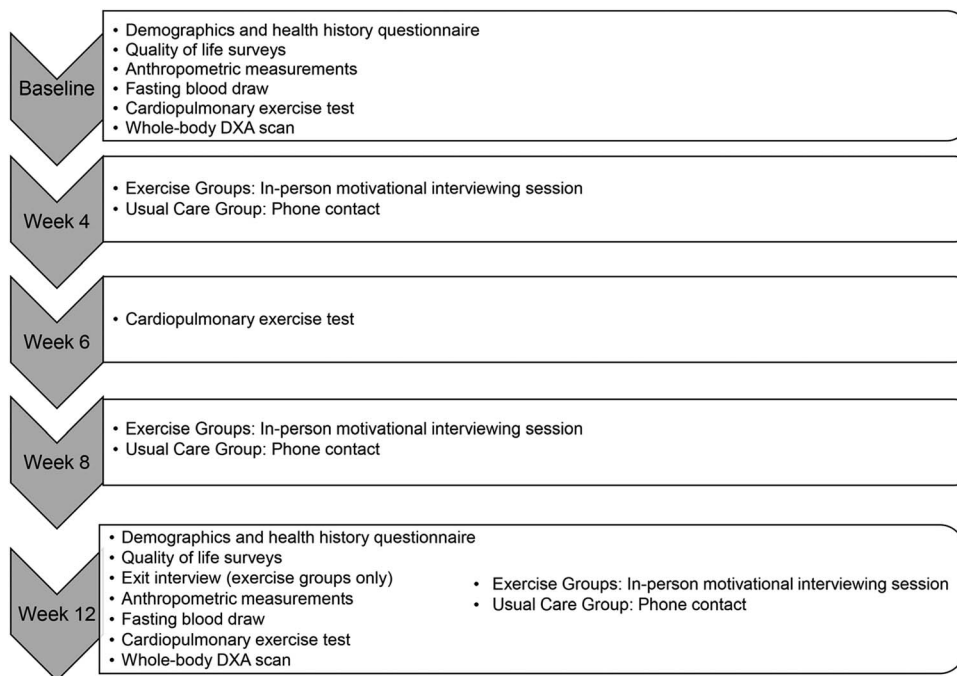 Baseline
• Demographics and health history questionnaire
• Quality of life surveys
• Anthropometric measurements
• Fasting blood draw
• Cardiopulmonary exercise test
• Whole-body DXA scan
Week 4
• Exercise Groups: In-person motivational interviewing session
• Usual Care Group: Phone contact
Week 6
• Cardiopulmonary exercise test
Week 8
• Exercise Groups: In-person motivational interviewing session
• Usual Care Group: Phone contact
Week 12
• Demographics and health history questionnaire
• Quality of life surveys
• Exit interview (exercise groups only)
• Anthropometric measurements
• Fasting blood draw
• Cardiopulmonary exercise test
• Whole-body DXA scan
• Exercise Groups: In-person motivational interviewing session
• Usual Care Group: Phone contact